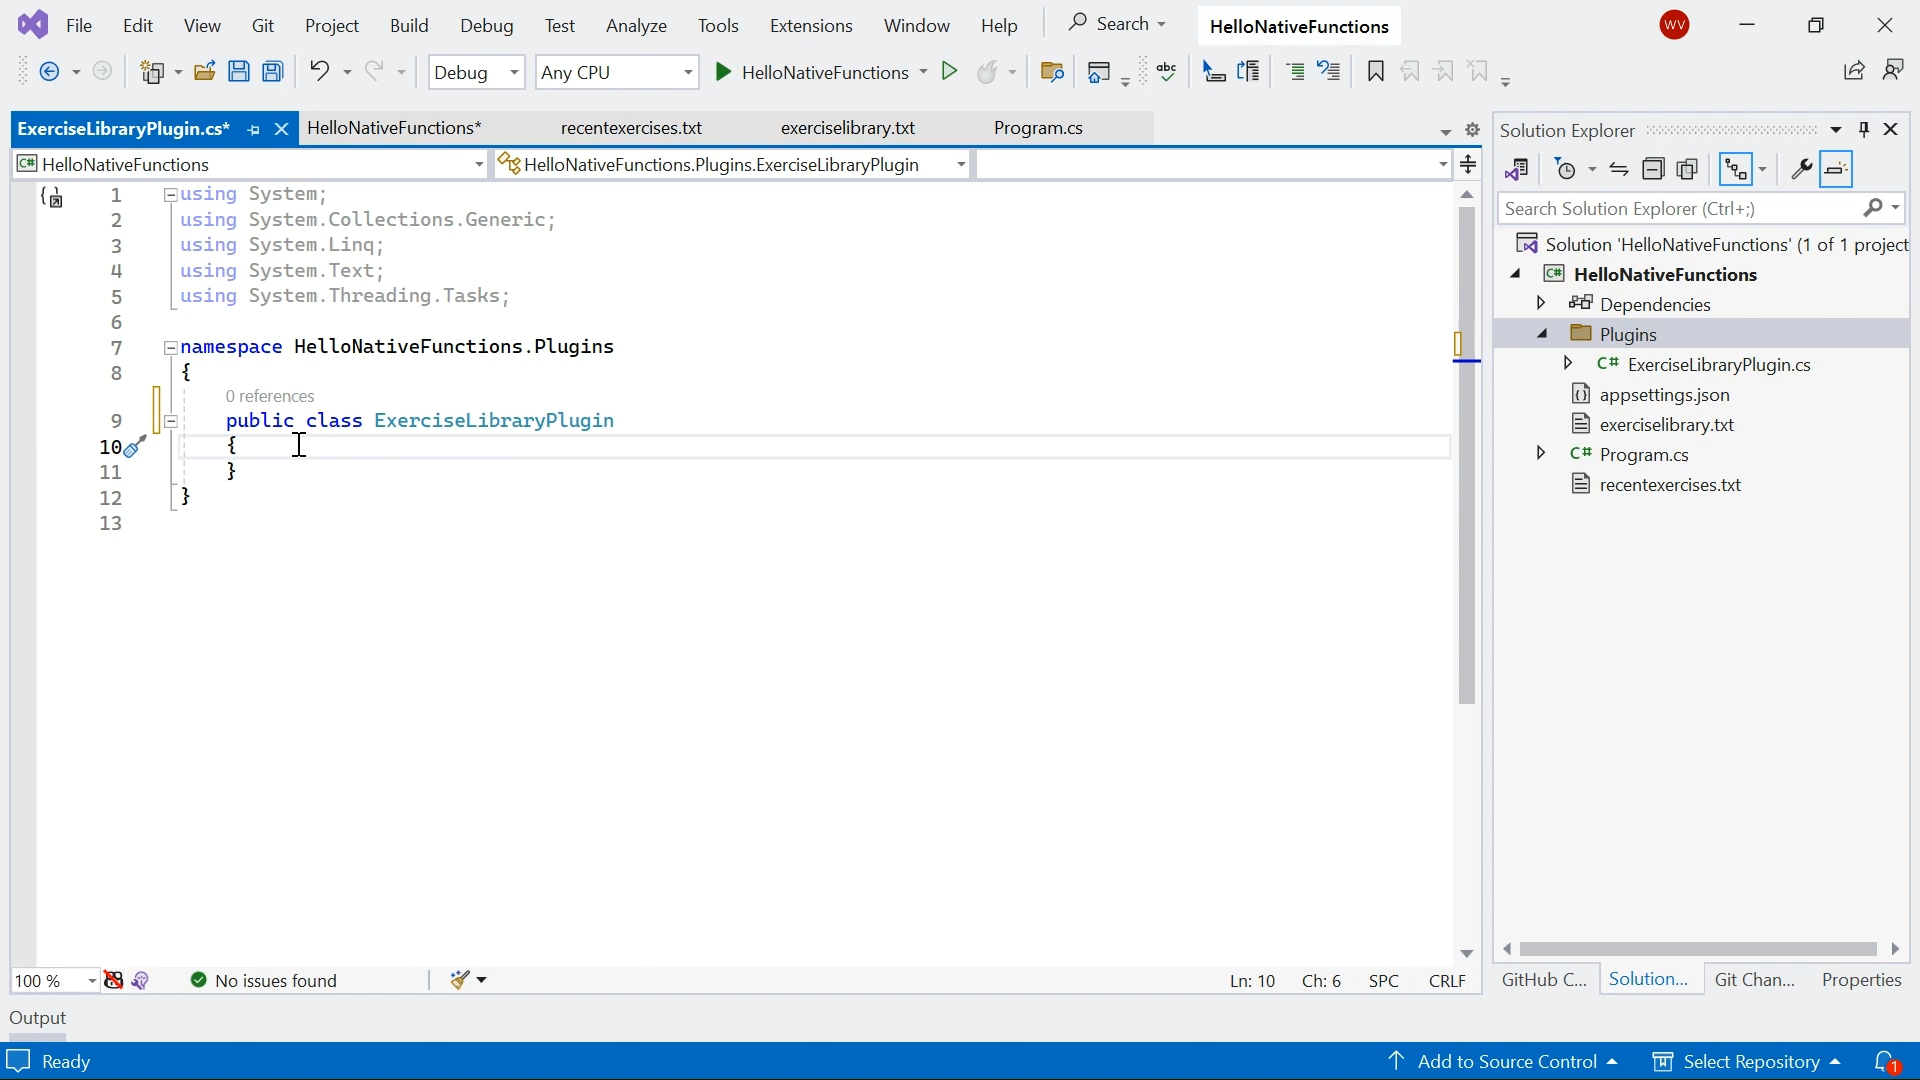 File Edit View Git Project Build Debug Test Analyze Tools Extensions Window Help Search HelloNativeFunctions WV
Debug Any CPU HelloNativeFunctions abc
ExerciseLibraryPlugin.cs* HelloNativeFunctions* recentexercises.txt exerciselibrary.txt Program.cs
C# HelloNativeFunctions HelloNativeFunctions.Plugins.ExerciseLibraryPlugin
1 using System;
2 using System.Collections.Generic;
3 using System.Linq;
4 using System.Text;
5 using System.Threading.Tasks;
6
7 namespace HelloNativeFunctions.Plugins
8 {
0 references
9 public class ExerciseLibraryPlugin
10 {
11 }
12 }
13
100 % No issues found Ln: 10 Ch: 6 SPC CRLF
Solution Explorer
Search Solution Explorer (Ctrl+;)
Solution 'HelloNativeFunctions' (1 of 1 project
C# HelloNativeFunctions
Dependencies
Plugins
C# ExerciseLibraryPlugin.cs
appsettings.json
exerciselibrary.txt
C# Program.cs
recentexercises.txt
GitHub C... Solution... Git Chan... Properties
Output
Ready Add to Source Control Select Repository 1